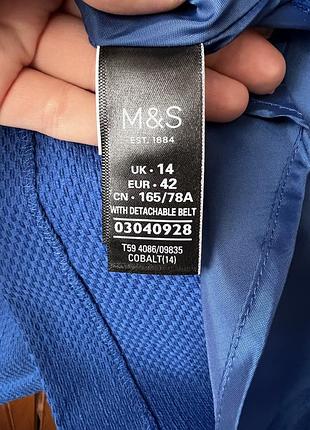 M&S
EST. 1884
UK • 14
EUR • 42
CN • 165/78A
WITH DETACHABLE BELT
03040928
T59 4086/09835
COBALT(14)